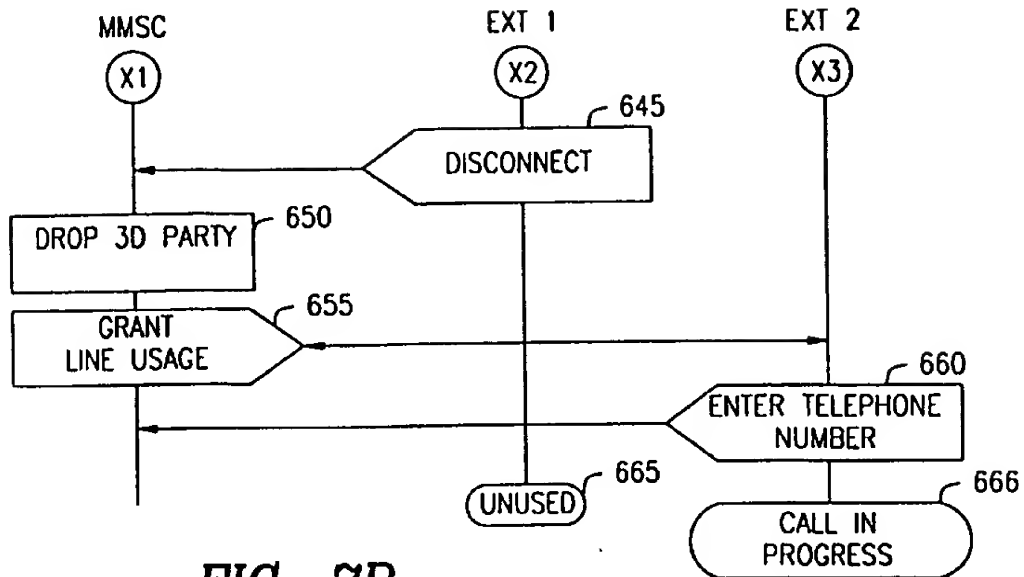 MMSC
EXT 1
EXT 2
X1
X2
X3
645
DISCONNECT
650
DROP 3D PARTY
655
GRANT
LINE USAGE
660
ENTER TELEPHONE
NUMBER
665
UNUSED
666
CALL IN
PROGRESS